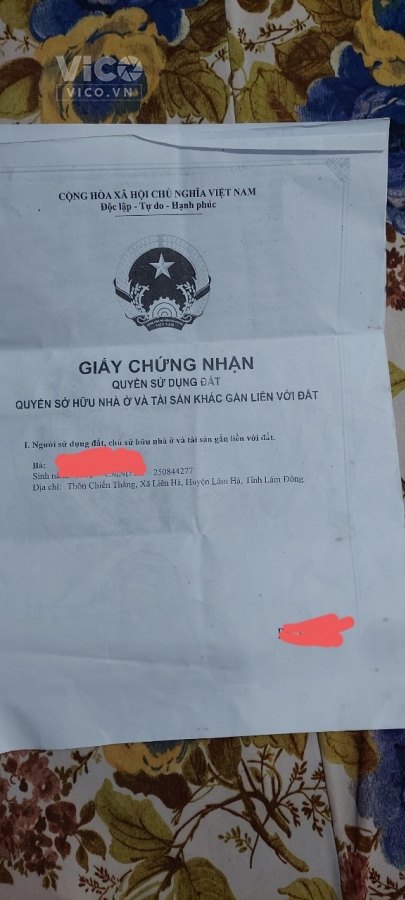 ViCO
VICO.VN
CỘNG HÒA XÃ HỘI CHỦ NGHĨA VIỆT NAM
Độc lập - Tự do - Hạnh phúc
VIỆT NAM
GIẤY CHỨNG NHẬN
QUYỀN SỬ DỤNG ĐẤT
QUYỀN SỞ HỮU NHÀ Ở VÀ TÀI SẢN KHÁC GẮN LIỀN VỚI ĐẤT
I. Người sử dụng đất, chủ sở hữu nhà ở và tài sản gắn liền với đất.
Bà:
Sinh 250844277
Địa chỉ: Thôn Chiến Thắng, Xã Liên Hà, Huyện Lâm Hà, Tỉnh Lâm Đồng